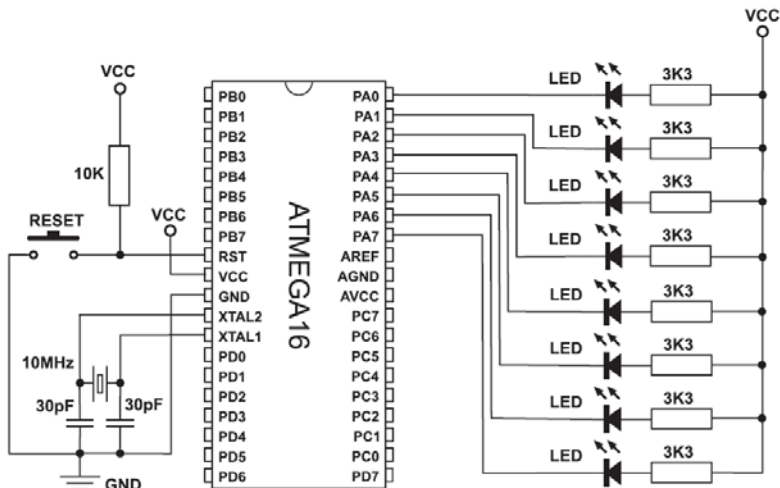 VCC
VCC
10K
RESET
VCC
10MHz
30pF
30pF
GND
ATMEGA16
PB0
PB1
PB2
PB3
PB4
PB5
PB6
PB7
RST
VCC
GND
XTAL2
XTAL1
PD0
PD1
PD2
PD3
PD4
PD5
PD6
PA0
PA1
PA2
PA3
PA4
PA5
PA6
PA7
AREF
AGND
AVCC
PC7
PC6
PC5
PC4
PC3
PC2
PC1
PC0
PD7
LED 3K3
LED 3K3
LED 3K3
LED 3K3
LED 3K3
LED 3K3
LED 3K3
LED 3K3